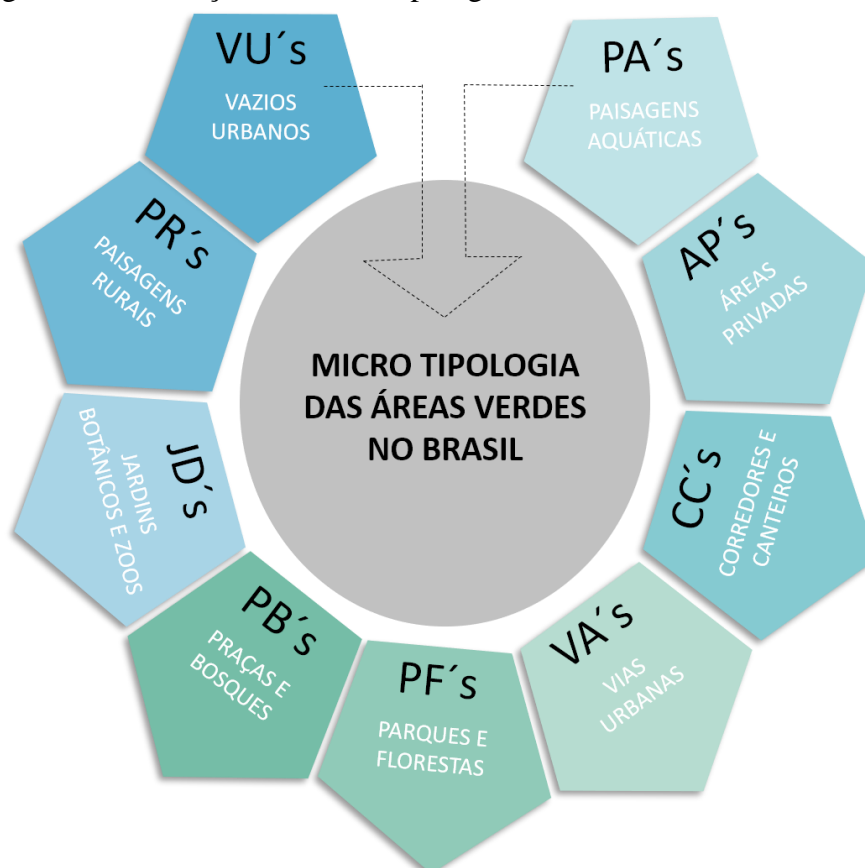 VU´s
VAZIOS
URBANOS
PA´s
PAISAGENS
AQUÁTICAS
PR´s
PAISAGENS
RURAIS
AP´s
ÁREAS
PRIVADAS
MICRO TIPOLOGIA
DAS ÁREAS VERDES
NO BRASIL
JD´s
JARDINS
BOTÂNICOS E ZOOS
CC´s
CORREDORES E
CANTEIROS
PB´s
PRAÇAS E
BOSQUES
PF´s
PARQUES E
FLORESTAS
VA´s
VIAS
URBANAS